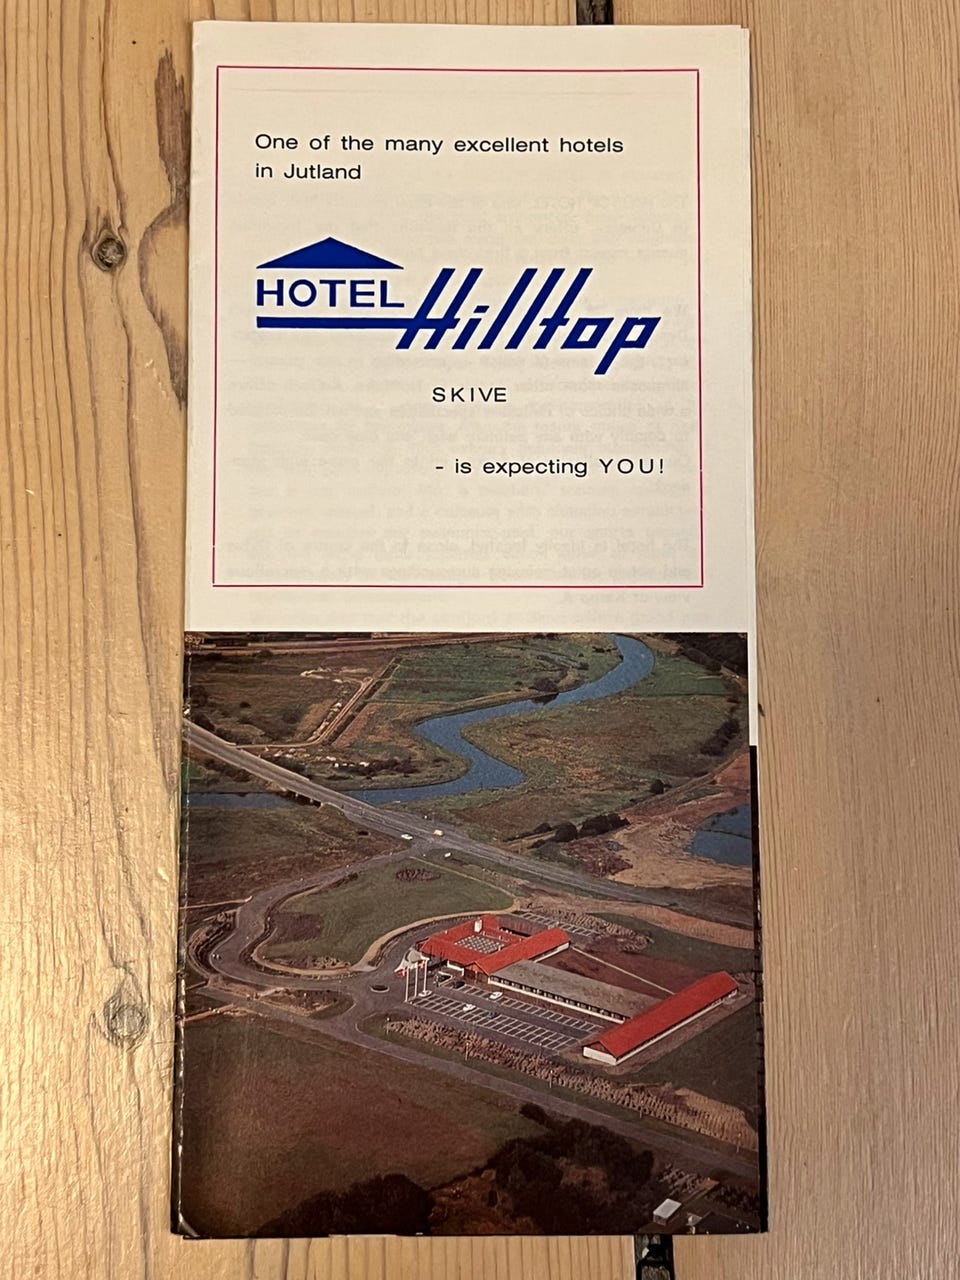 One of the many excellent hotels
in Jutland
HOTEL Hilltop
SKIVE
- is expecting YOU!